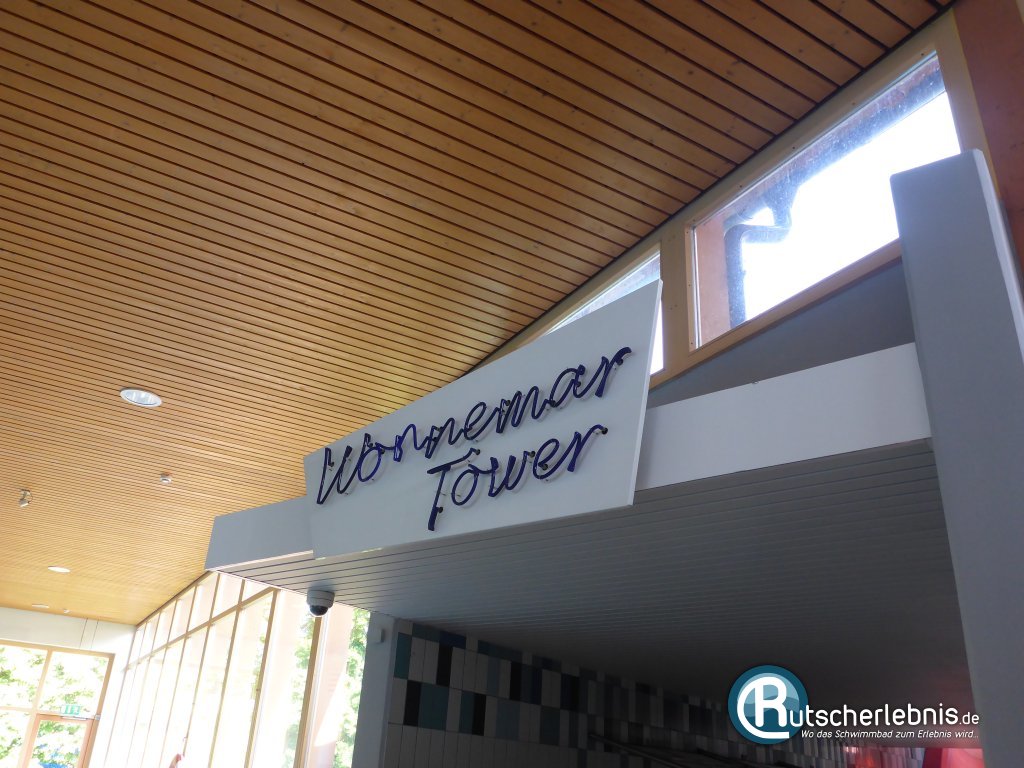 Wonnemar
Tower
Rutscherlebnis.de
Wo das Schwimmbad zum Erlebnis wird..